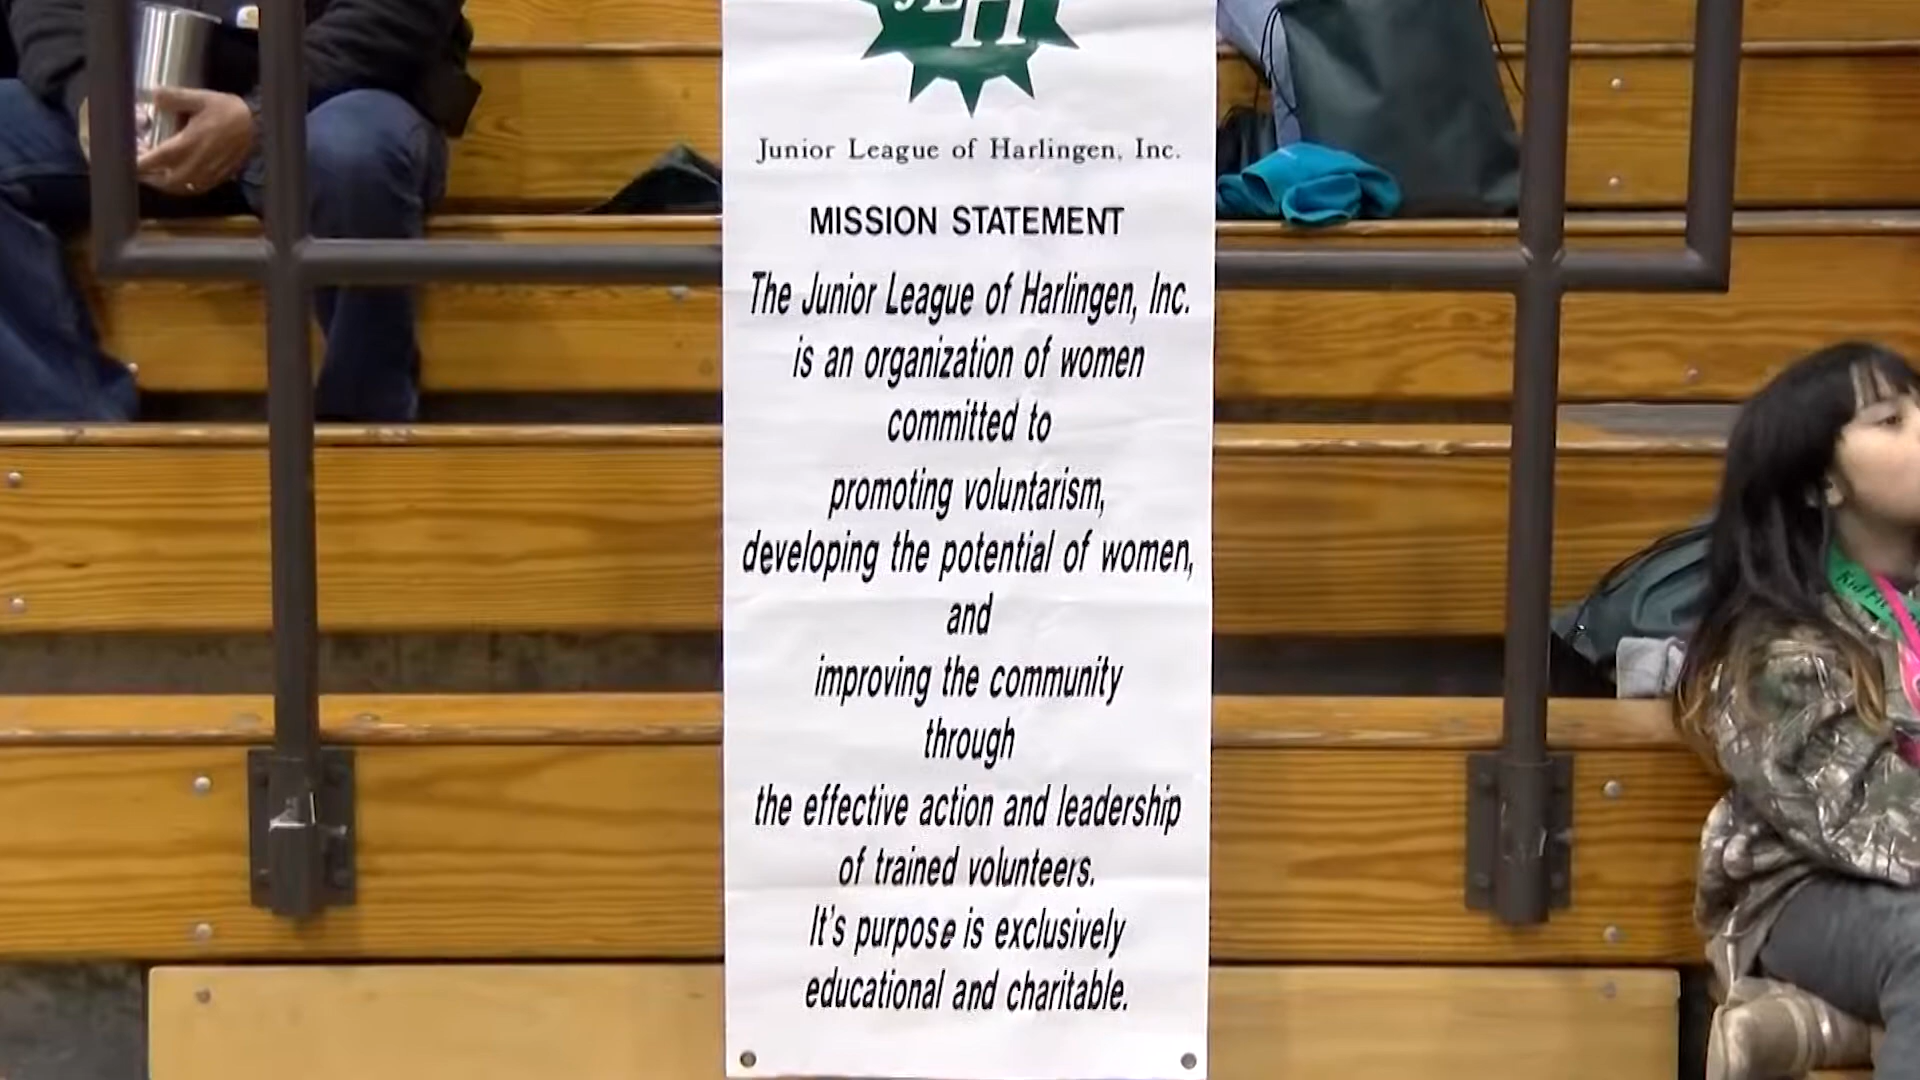 JLH
Junior League of Harlingen, Inc.
MISSION STATEMENT
The Junior League of Harlingen, Inc.
is an organization of women
committed to
promoting voluntarism,
developing the potential of women,
and
improving the community
through
the effective action and leadership
of trained volunteers.
It's purpose is exclusively
educational and charitable.
Kid